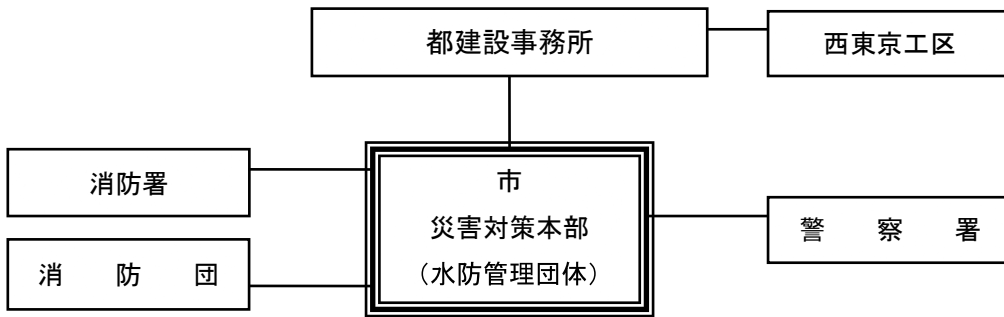 都建設事務所
西東京工区
消防署
市
災害対策本部
（水防管理団体）
消防団
警察署